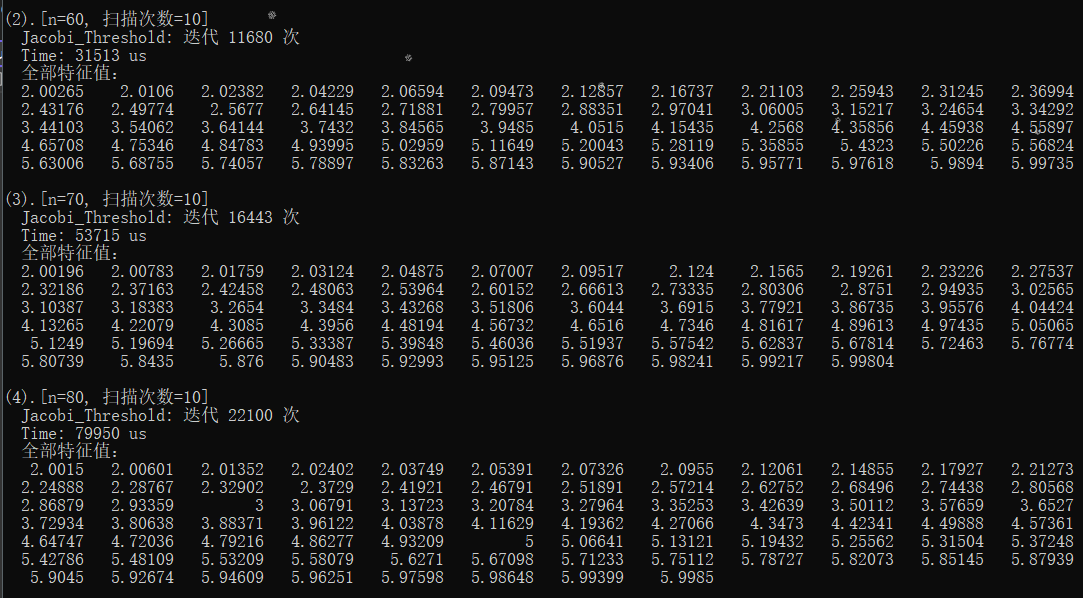 (2).[n=60, 扫描次数=10]
Jacobi_Threshold: 迭代 11680 次
Time: 31513 us
全部特征值:
2.00265 2.0106 2.02382 2.04229 2.06594 2.09473 2.12857 2.16737 2.21103 2.25943 2.31245 2.36994
2.43176 2.49774 2.5677 2.64145 2.71881 2.79957 2.88351 2.97041 3.06005 3.15217 3.24654 3.34292
3.44103 3.54062 3.64144 3.7432 3.84565 3.9485 4.0515 4.15435 4.2568 4.35856 4.45938 4.55897
4.65708 4.75346 4.84783 4.93995 5.02959 5.11649 5.20043 5.28119 5.35855 5.4323 5.50226 5.56824
5.63006 5.68755 5.74057 5.78897 5.83263 5.87143 5.90527 5.93406 5.95771 5.97618 5.9894 5.99735
(3).[n=70, 扫描次数=10]
Jacobi_Threshold: 迭代 16443 次
Time: 53715 us
全部特征值:
2.00196 2.00783 2.01759 2.03124 2.04875 2.07007 2.09517 2.124 2.1565 2.19261 2.23226 2.27537
2.32186 2.37163 2.42458 2.48063 2.53964 2.60152 2.66613 2.73335 2.80306 2.8751 2.94935 3.02565
3.10387 3.18383 3.2654 3.3484 3.43268 3.51806 3.6044 3.6915 3.77921 3.86735 3.95576 4.04424
4.13265 4.22079 4.3085 4.3956 4.48194 4.56732 4.6516 4.7346 4.81617 4.89613 4.97435 5.05065
5.1249 5.19694 5.26665 5.33387 5.39848 5.46036 5.51937 5.57542 5.62837 5.67814 5.72463 5.76774
5.80739 5.8435 5.876 5.90483 5.92993 5.95125 5.96876 5.98241 5.99217 5.99804
(4).[n=80, 扫描次数=10]
Jacobi_Threshold: 迭代 22100 次
Time: 79950 us
全部特征值:
2.0015 2.00601 2.01352 2.02402 2.03749 2.05391 2.07326 2.0955 2.12061 2.14855 2.17927 2.21273
2.24888 2.28767 2.32902 2.3729 2.41921 2.46791 2.51891 2.57214 2.62752 2.68496 2.74438 2.80568
2.86879 2.93359 3 3.06791 3.13723 3.20784 3.27964 3.35253 3.42639 3.50112 3.57659 3.6527
3.72934 3.80638 3.88371 3.96122 4.03878 4.11629 4.19362 4.27066 4.3473 4.42341 4.49888 4.57361
4.64747 4.72036 4.79216 4.86277 4.93209 5 5.06641 5.13121 5.19432 5.25562 5.31504 5.37248
5.42786 5.48109 5.53209 5.58079 5.6271 5.67098 5.71233 5.75112 5.78727 5.82073 5.85145 5.87939
5.9045 5.92674 5.94609 5.96251 5.97598 5.98648 5.99399 5.9985